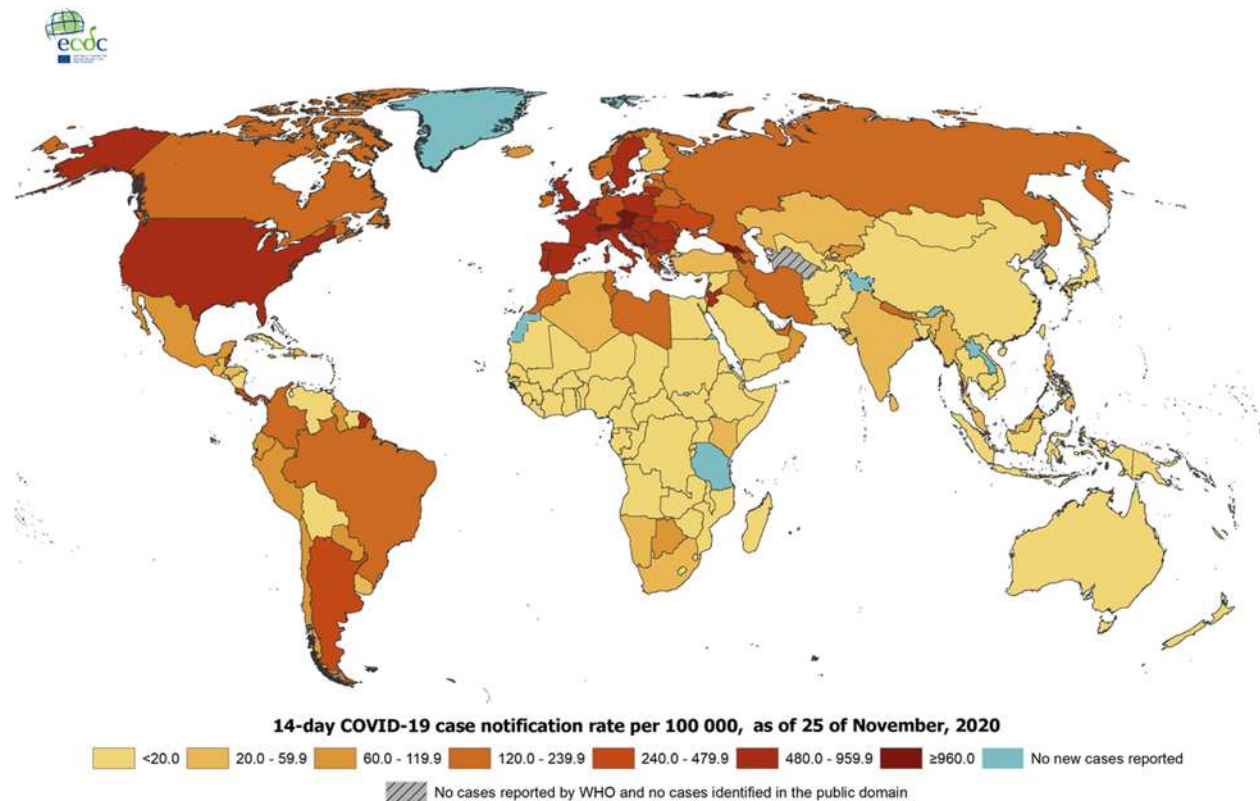 ecdc
14-day COVID-19 case notification rate per 100 000, as of 25 of November, 2020
<20.0 20.0 - 59.9 60.0 - 119.9 120.0 - 239.9 240.0 - 479.9 480.0 - 959.9 ≥960.0 No new cases reported
No cases reported by WHO and no cases identified in the public domain